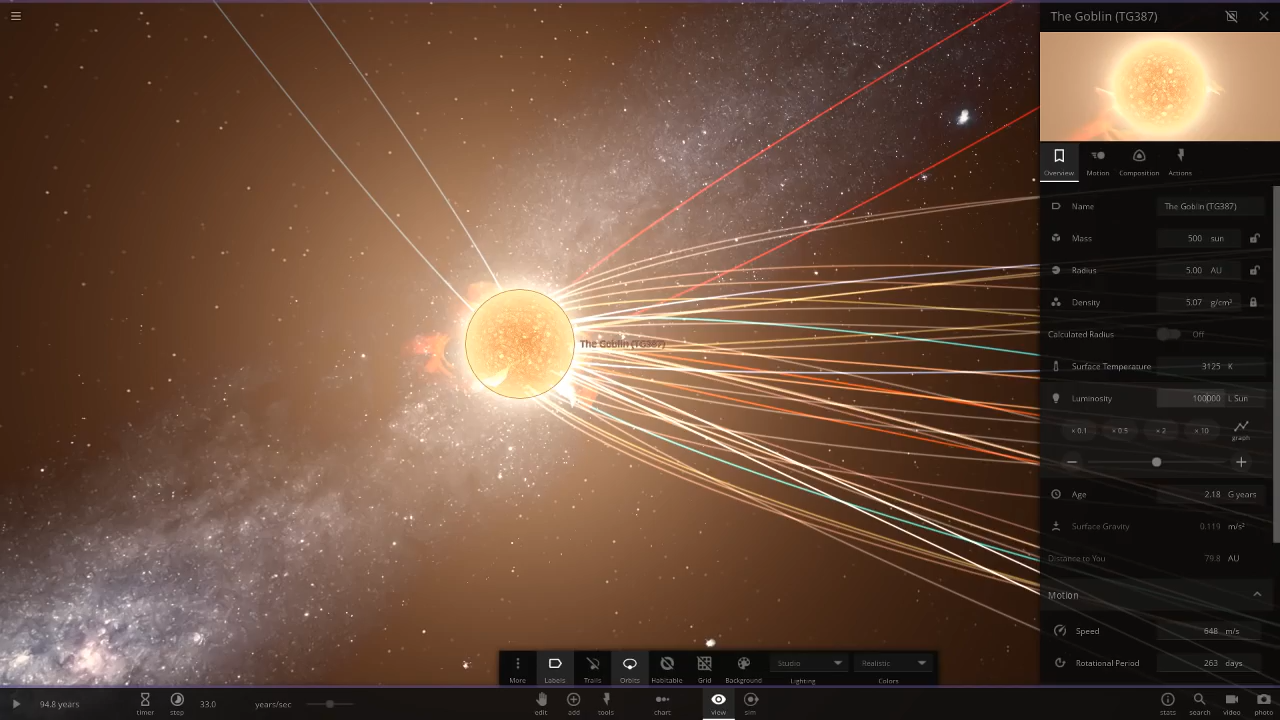 The Goblin (TG387)
Overview
Motion
Composition
Actions
Name The Goblin (TG387)
Mass 500 sun
Radius 5.00 AU
Density 5.07 g/cm³
Calculated Radius Off
Surface Temperature 3125 K
Luminosity 100000 L Sun
× 0.1 × 0.5 × 2 × 10 graph
Age 2.18 G years
Surface Gravity 0.119 m/s²
Distance to You 79.8 AU
Motion
Speed 648 m/s
Rotational Period 263 days
The Goblin (TG387)
More
Labels
Trails
Orbits
Habitable
Grid
Background
Studio
Lighting
Realistic
Colors
94.8 years
timer
step
33.0 years/sec
edit
add
tools
chart
view
sim
stats
search
video
photo